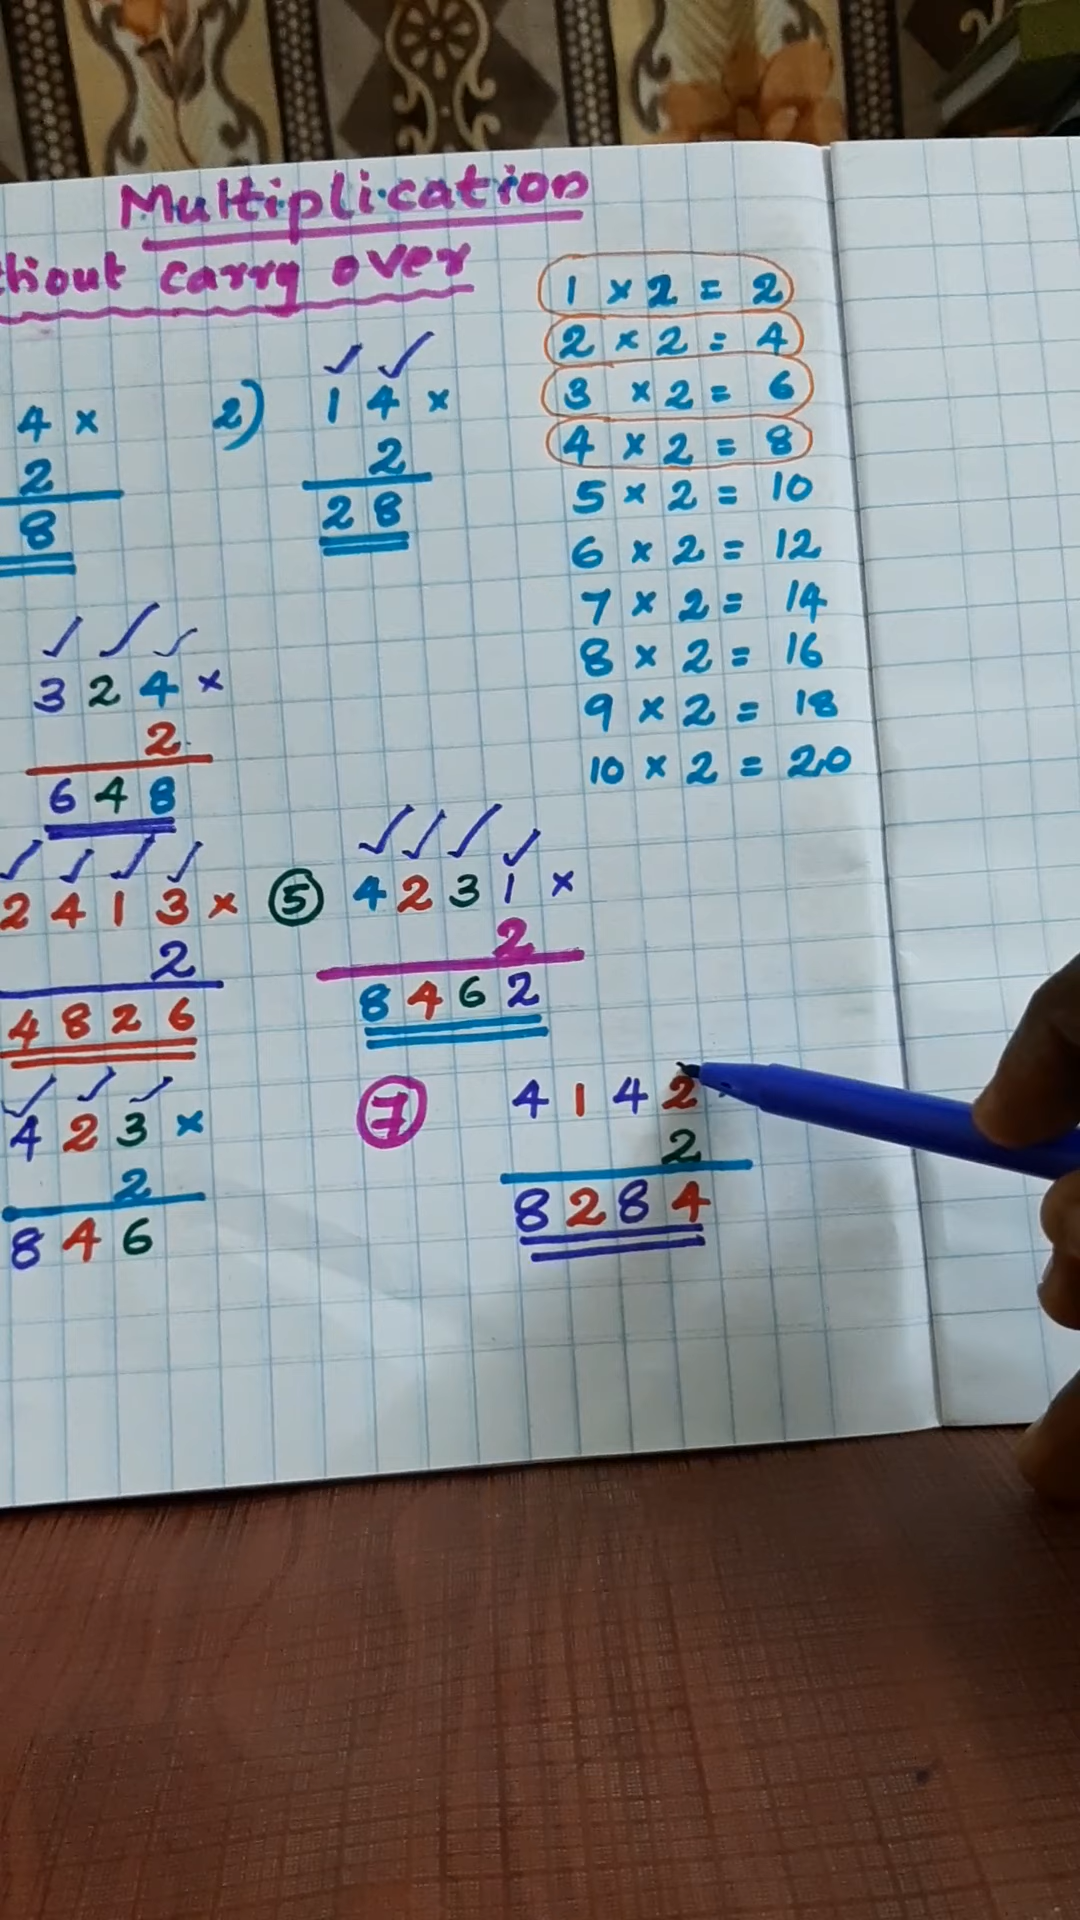 Multiplication
thout carry over
4 ×
2
8
2) 14 ×
2
28
1 × 2 = 2
2 × 2 = 4
3 × 2 = 6
4 × 2 = 8
5 × 2 = 10
6 × 2 = 12
7 × 2 = 14
8 × 2 = 16
9 × 2 = 18
10 × 2 = 20
324 ×
2
648
2413 ×
2
4826
5 4231 ×
2
8462
423 ×
2
846
7 4142
2
8284